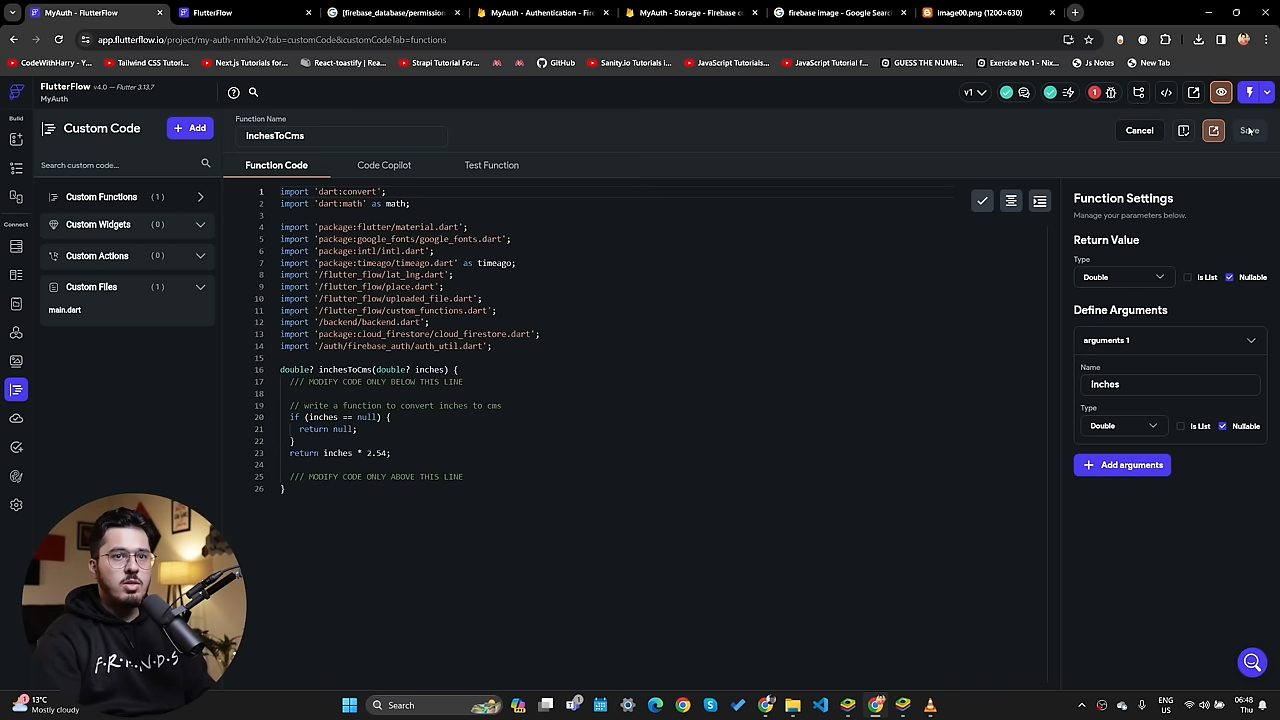 MyAuth - FlutterFlow
FlutterFlow
[firebase_database/permission
MyAuth - Authentication - Fire
MyAuth - Storage - Firebase c
firebase image - Google Search
Image00.png (1200×630)
app.flutterflow.io/project/my-auth-nmhh2v?tab=customCode&customCodeTab=functions
CodeWithHarry - Y...
Tailwind CSS Tutori...
Next.js Tutorials for...
React-toastify | Rea...
Strapi Tutorial For...
GitHub
Sanity.io Tutorials I...
JavaScript Tutorials...
JavaScript Tutorial f...
GUESS THE NUMB...
Exercise 1 - Nix...
Js Notes
New Tab
FlutterFlow v4.0 — Flutter 3.13.7
MyAuth
v1
1
Build
Connect
Custom Code
Add
Search custom code...
Custom Functions (1)
Custom Widgets (0)
Custom Actions (0)
Custom Files (1)
main.dart
Function Name
inchesToCms
Cancel
Save
Function Code
Code Copilot
Test Function
1 import 'dart:convert';
2 import 'dart:math' as math;
3
4 import 'package:flutter/material.dart';
5 import 'package:google_fonts/google_fonts.dart';
6 import 'package:intl/intl.dart';
7 import 'package:timeago/timeago.dart' as timeago;
8 import '/flutter_flow/lat_lng.dart';
9 import '/flutter_flow/place.dart';
10 import '/flutter_flow/uploaded_file.dart';
11 import '/flutter_flow/custom_functions.dart';
12 import '/backend/backend.dart';
13 import 'package:cloud_firestore/cloud_firestore.dart';
14 import '/auth/firebase_auth/auth_util.dart';
15
16 double? inchesToCms(double? inches) {
17 /// MODIFY CODE ONLY BELOW THIS LINE
18
19 // write a function to convert inches to cms
20 if (inches == null) {
21 return null;
22 }
23 return inches * 2.54;
24
25 /// MODIFY CODE ONLY ABOVE THIS LINE
26 }
Function Settings
Manage your parameters below.
Return Value
Type
Double
Is List
Nullable
Define Arguments
arguments 1
Name
inches
Type
Double
Is List
Nullable
Add arguments
F·R·I·E·N·D·S
13°C
Mostly cloudy
Search
ENG
US
06:48
Thu